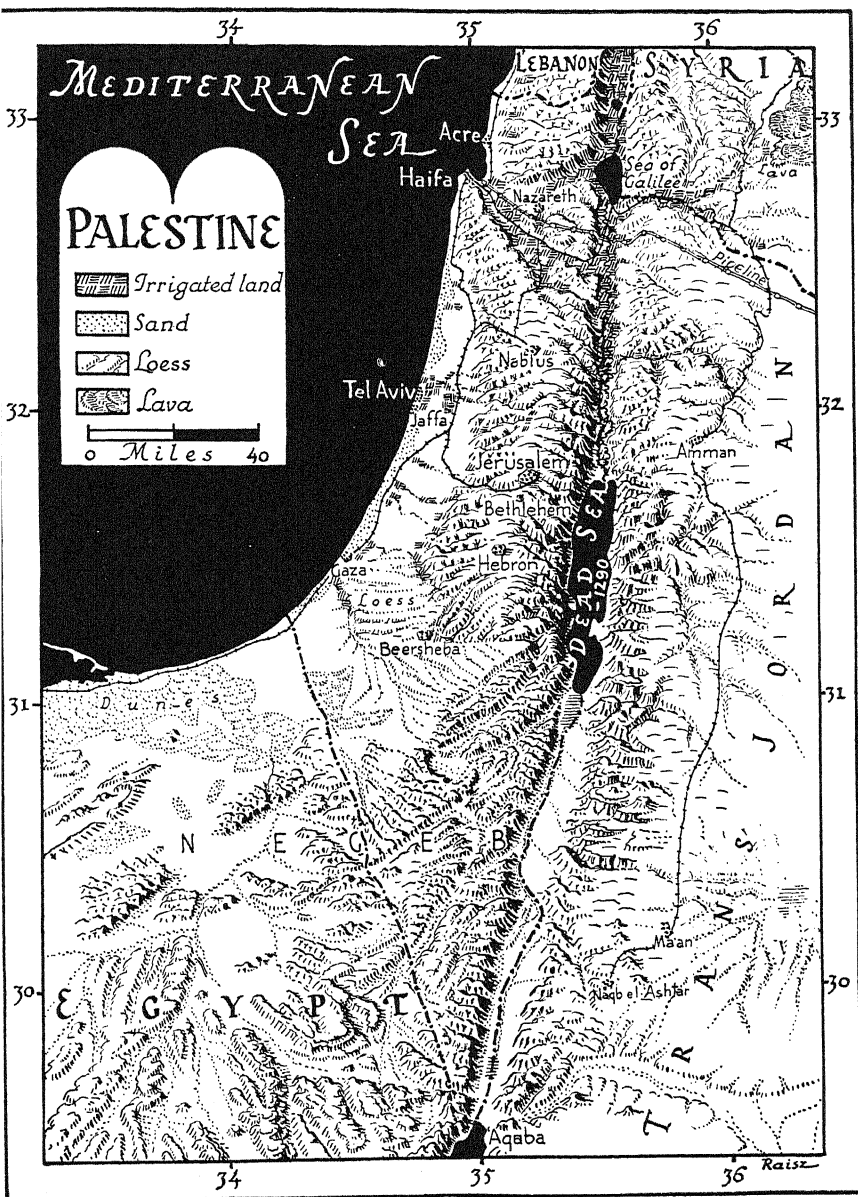 34 35 36
LEBANON SYRIA
MEDITERRANEAN
SEA
33 33
Acre
Haifa
Sea of
Galilee
Lava
Nazareth
Pipeline
PALESTINE
Irrigated land
Sand
Loess
Lava
0 Miles 40
Nablus
Tel Aviv
32 32
Jaffa
Jerusalem
Amman
Bethlehem
DEAD SEA
-1290
Hebron
Gaza
Loess
Beersheba
31 31
Dunes
NEGEB
TRANSJORDAN
Ma'an
Naqb el Ashtar
30 30
EGYPT
Aqaba
34 35 36
Raisz